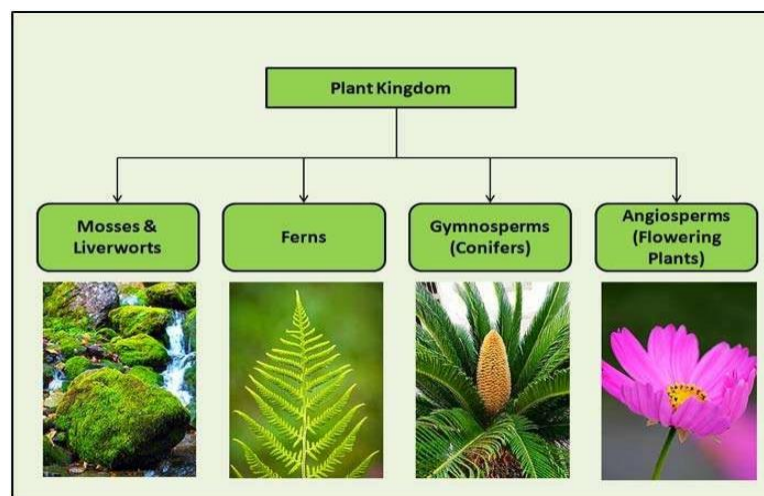 Plant Kingdom
Mosses &
Liverworts
Ferns
Gymnosperms
(Conifers)
Angiosperms
(Flowering
Plants)